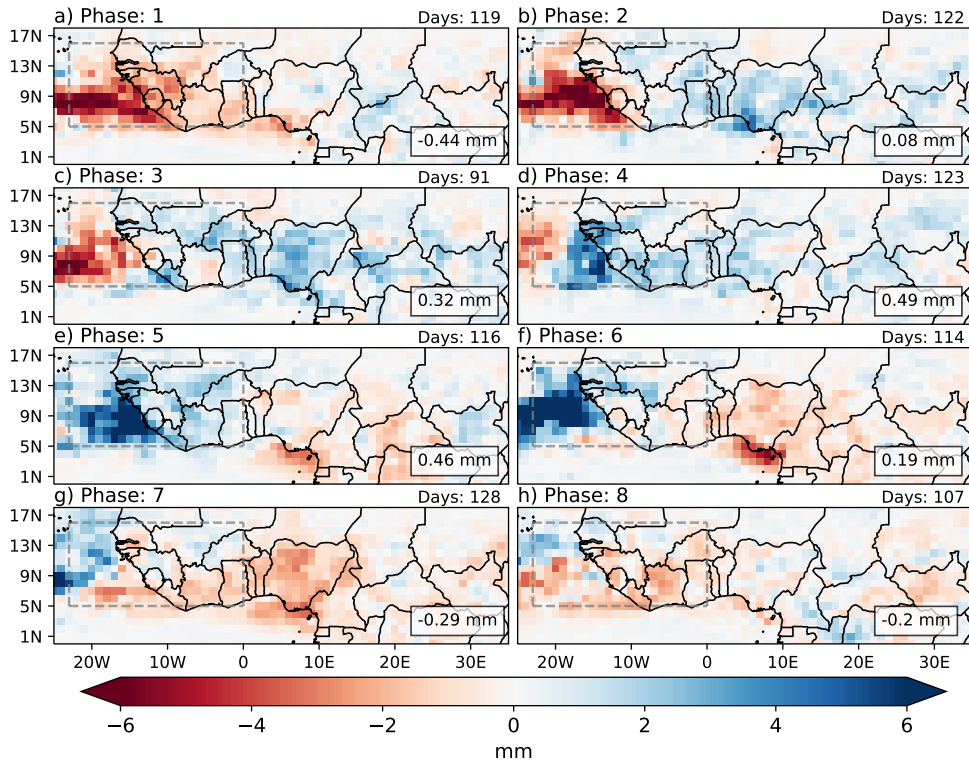 a) Phase: 1 Days: 119
b) Phase: 2 Days: 122
17N
13N
9N
5N
1N
-0.44 mm
0.08 mm
c) Phase: 3 Days: 91
d) Phase: 4 Days: 123
17N
13N
9N
5N
1N
0.32 mm
0.49 mm
e) Phase: 5 Days: 116
f) Phase: 6 Days: 114
17N
13N
9N
5N
1N
0.46 mm
0.19 mm
g) Phase: 7 Days: 128
h) Phase: 8 Days: 107
17N
13N
9N
5N
1N
-0.29 mm
-0.2 mm
20W 10W 0 10E 20E 30E
20W 10W 0 10E 20E 30E
−6 −4 −2 0 2 4 6
mm